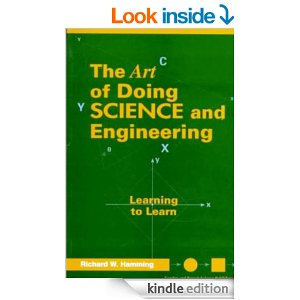 Look inside
The Art
of Doing
SCIENCE and
Engineering
Learning
to Learn
Richard W. Hamming
kindle edition
C
Y
X
Y
X